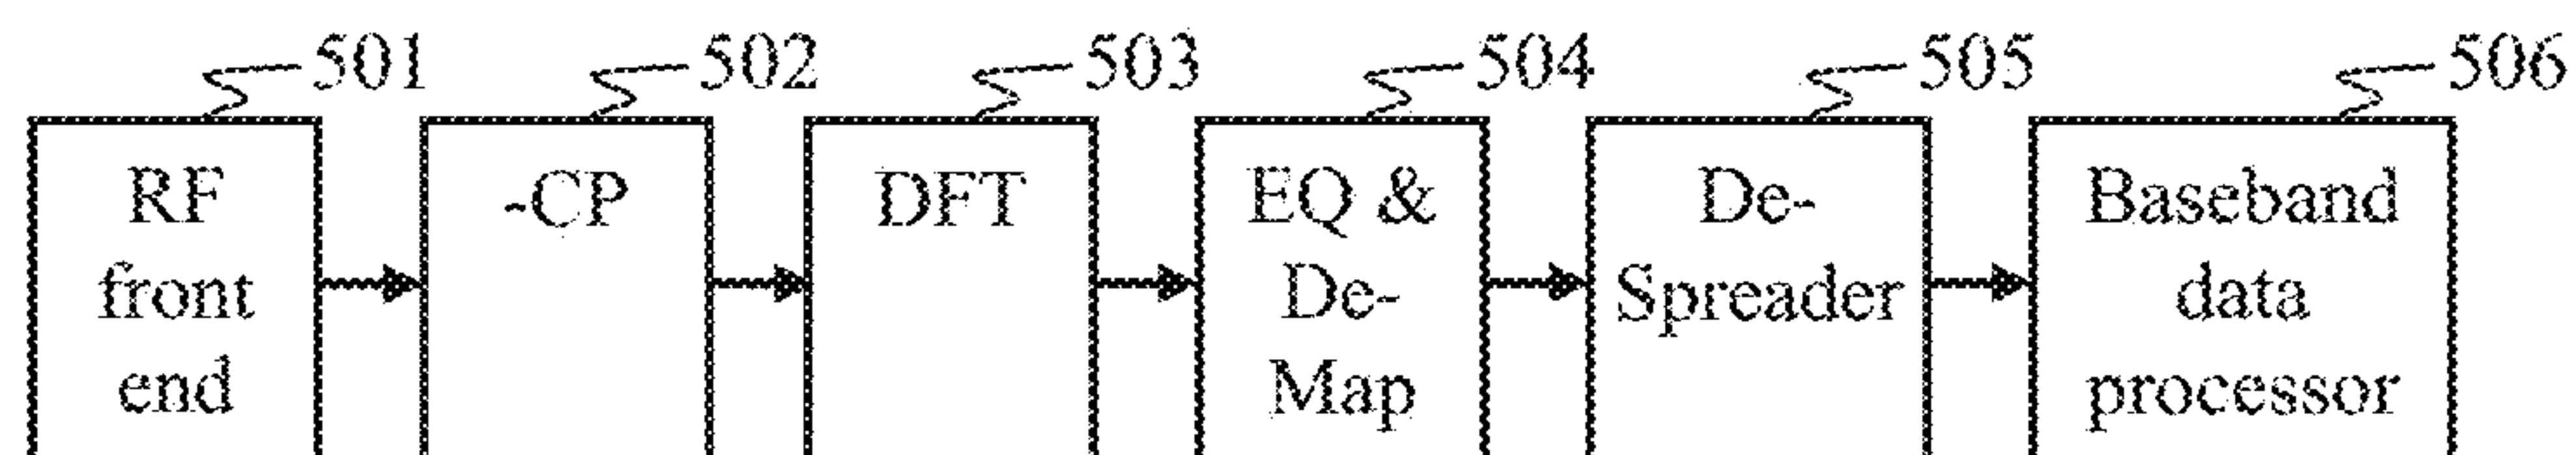 501 502 503 504 505 506
RF
front
end
-CP
DFT
EQ &
De-
Map
De-
Spreader
Baseband
data
processor